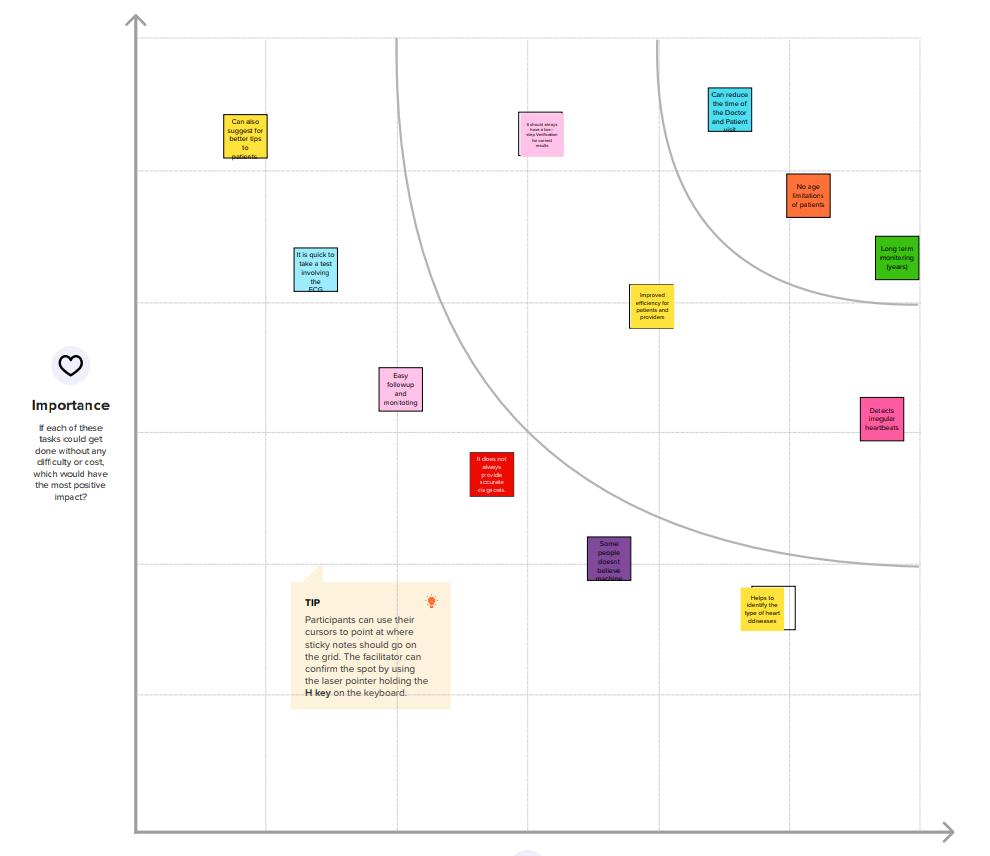 Can reduce
the time of
the Doctor
and Patient
visit
Can also
suggest for
better tips
to
patients
It should always
have a two-
step Verification
for correct
results
No age
limitations
of patients
Long term
monitering
(years)
It is quick to
take a test
involving
the
ECG
Improved
efficiency for
patients and
providers
Easy
followup
and
monitoting
Importance
If each of these
tasks could get
done without any
difficulty or cost,
which would have
the most positive
impact?
Detects
irregular
heartbeats
It does not
always
provide
accurate
diagnosis.
Some
people
doesnt
believe
machine
Helps to
identify the
type of heart
ddiseases
TIP
Participants can use their
cursors to point at where
sticky notes should go on
the grid. The facilitator can
confirm the spot by using
the laser pointer holding the
H key on the keyboard.